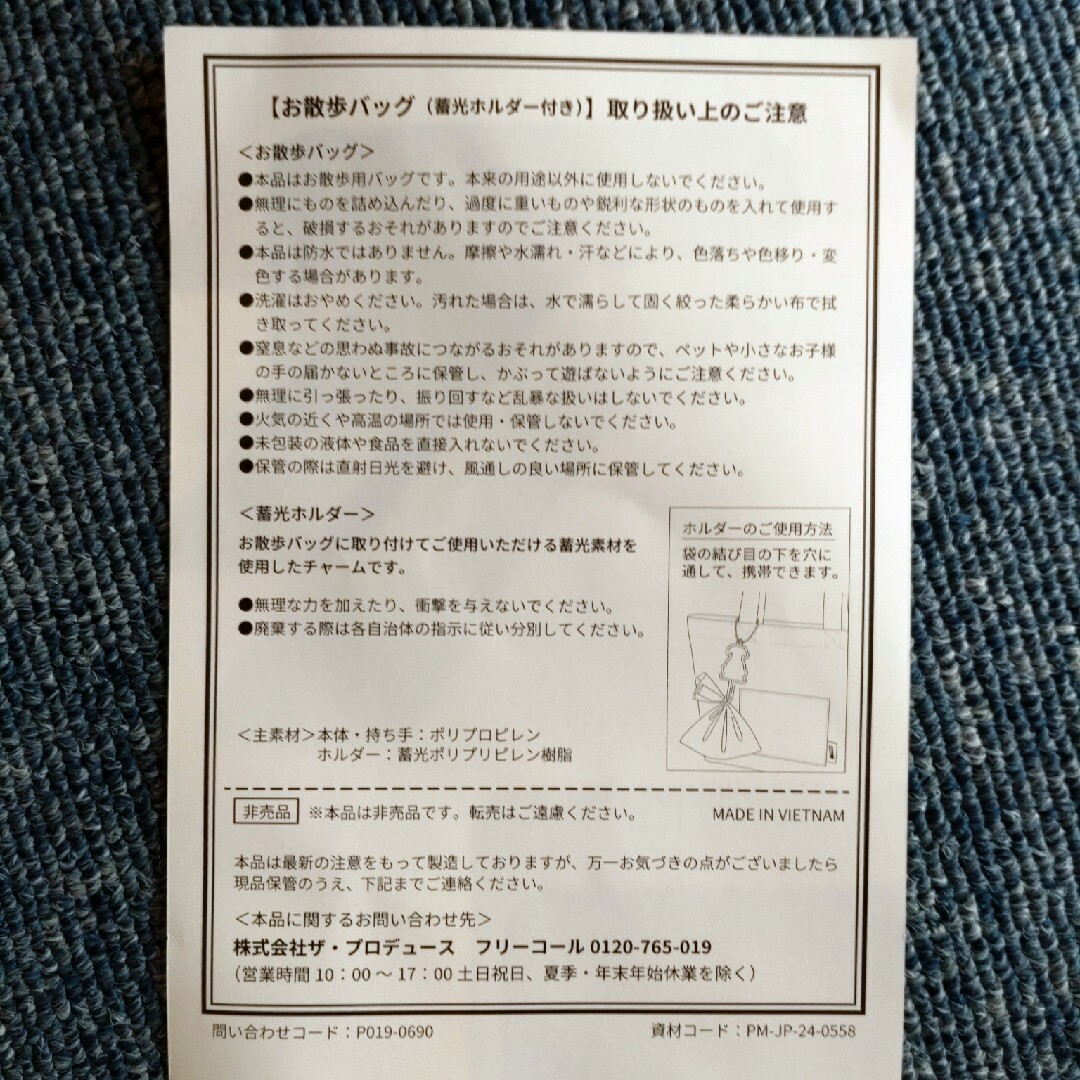 【お散歩バッグ（蓄光ホルダー付き）】取り扱い上のご注意
＜お散歩バッグ＞
●本品はお散歩用バッグです。本来の用途以外に使用しないでください。
●無理にものを詰め込んだり、過度に重いものや鋭利な形状のものを入れて使用す
ると、破損するおそれがありますのでご注意ください。
●本品は防水ではありません。摩擦や水濡れ・汗などにより、色落ちや色移り・変
色する場合があります。
●洗濯はおやめください。汚れた場合は、水で濡らして固く絞った柔らかい布で拭
き取ってください。
●窒息などの思わぬ事故につながるおそれがありますので、ペットや小さなお子様
の手の届かないところに保管し、かぶって遊ばないようにご注意ください。
●無理に引っ張ったり、振り回すなど乱暴な扱いはしないでください。
●火気の近くや高温の場所では使用・保管しないでください。
●未包装の液体や食品を直接入れないでください。
●保管の際は直射日光を避け、風通しの良い場所に保管してください。
＜蓄光ホルダー＞
お散歩バッグに取り付けてご使用いただける蓄光素材を
使用したチャームです。
●無理な力を加えたり、衝撃を与えないでください。
●廃棄する際は各自治体の指示に従い分別してください。
ホルダーのご使用方法
袋の結び目の下を穴に
通して、携帯できます。
＜主素材＞本体・持ち手：ポリプロピレン
ホルダー：蓄光ポリプリピレン樹脂
非売品 ※本品は非売品です。転売はご遠慮ください。 MADE IN VIETNAM
本品は最新の注意をもって製造しておりますが、万一お気づきの点がございましたら
現品保管のうえ、下記までご連絡ください。
＜本品に関するお問い合わせ先＞
株式会社ザ・プロデュース フリーコール 0120-765-019
（営業時間 10：00 〜 17：00 土日祝日、夏季・年末年始休業を除く）
問い合わせコード：P019-0690 資材コード：PM-JP-24-0558